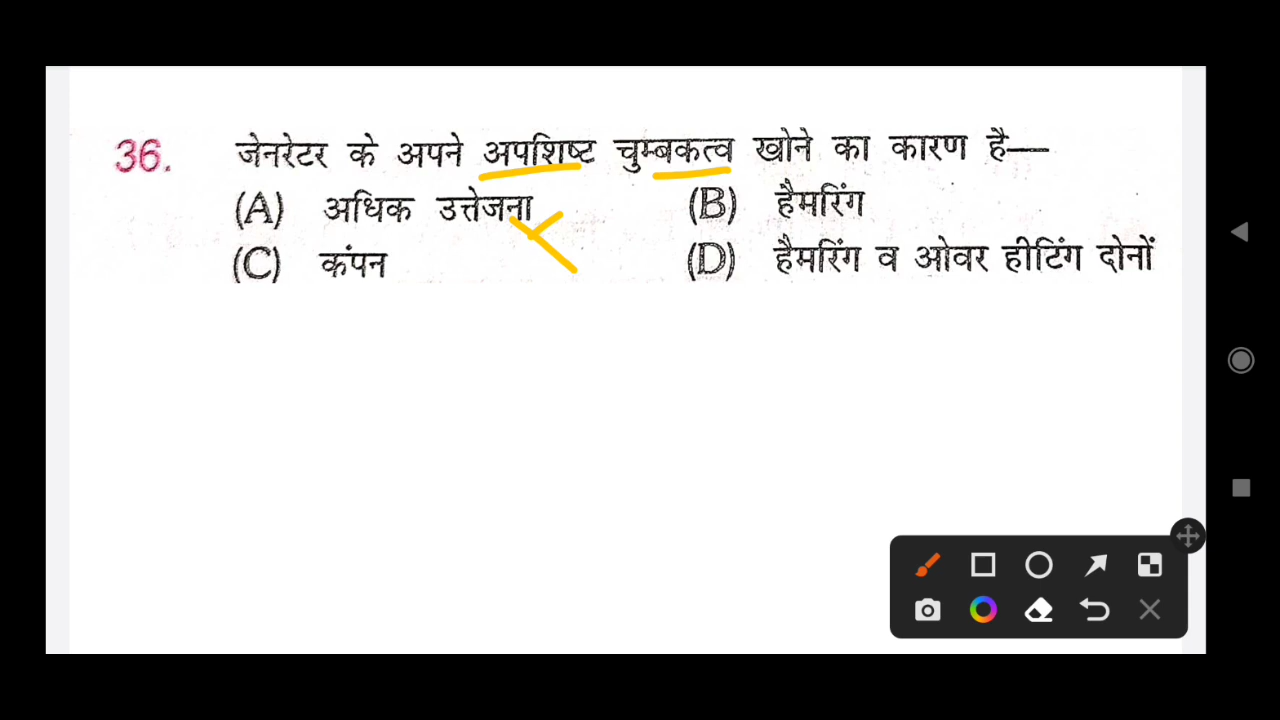 36. जेनरेटर के अपने अपशिष्ट चुम्बकत्व खोने का कारण है—
(A) अधिक उत्तेजना (B) हैमरिंग
(C) कंपन (D) हैमरिंग व ओवर हीटिंग दोनों